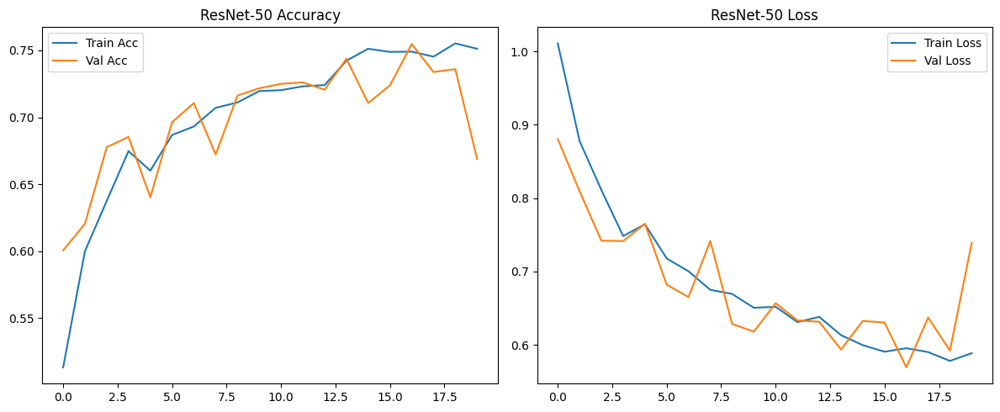 ResNet-50 Accuracy
Train Acc
Val Acc
0.75
0.70
0.65
0.60
0.55
0.0 2.5 5.0 7.5 10.0 12.5 15.0 17.5
ResNet-50 Loss
Train Loss
Val Loss
1.0
0.9
0.8
0.7
0.6
0.0 2.5 5.0 7.5 10.0 12.5 15.0 17.5